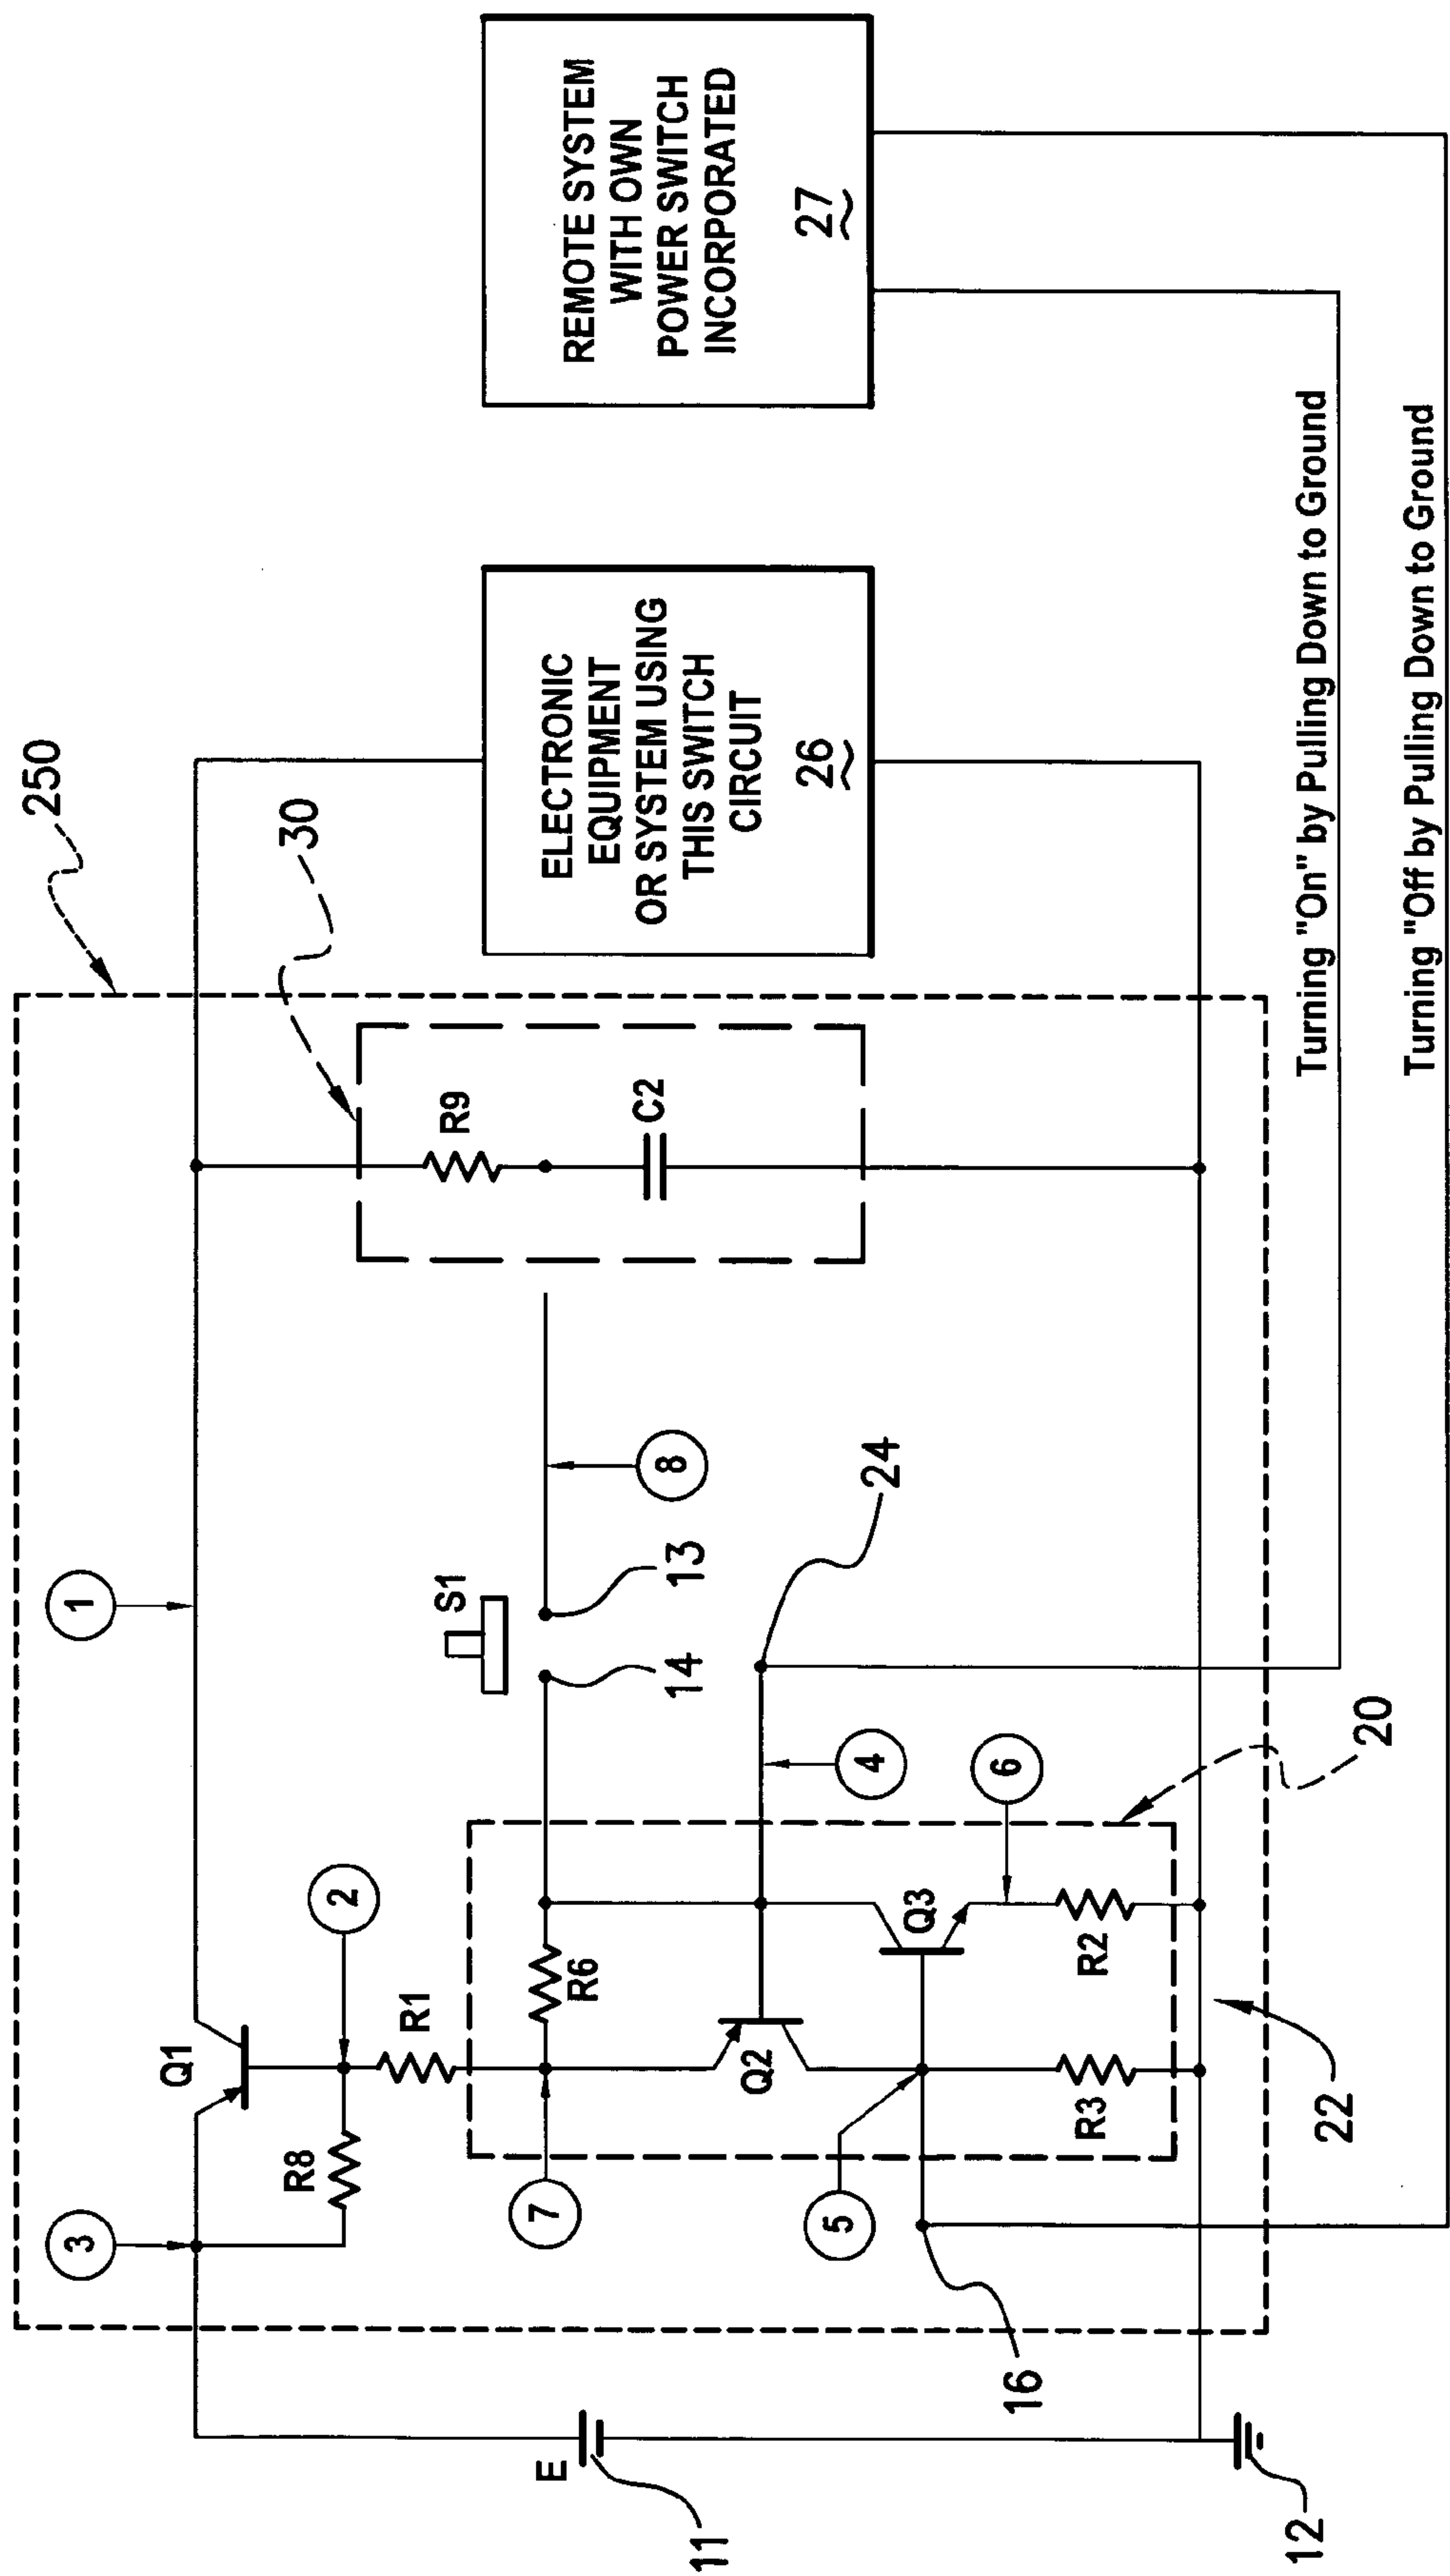 250
30
1
3
Q1
2
R8
R1
S1
8
R9
C2
13
14
7
R6
24
4
20
6
Q2
Q3
5
R3
R2
22
16
E
11
12
ELECTRONIC
EQUIPMENT
OR SYSTEM USING
THIS SWITCH
CIRCUIT
26
REMOTE SYSTEM
WITH OWN
POWER SWITCH
INCORPORATED
27
Turning "On" by Pulling Down to Ground
Turning "Off by Pulling Down to Ground